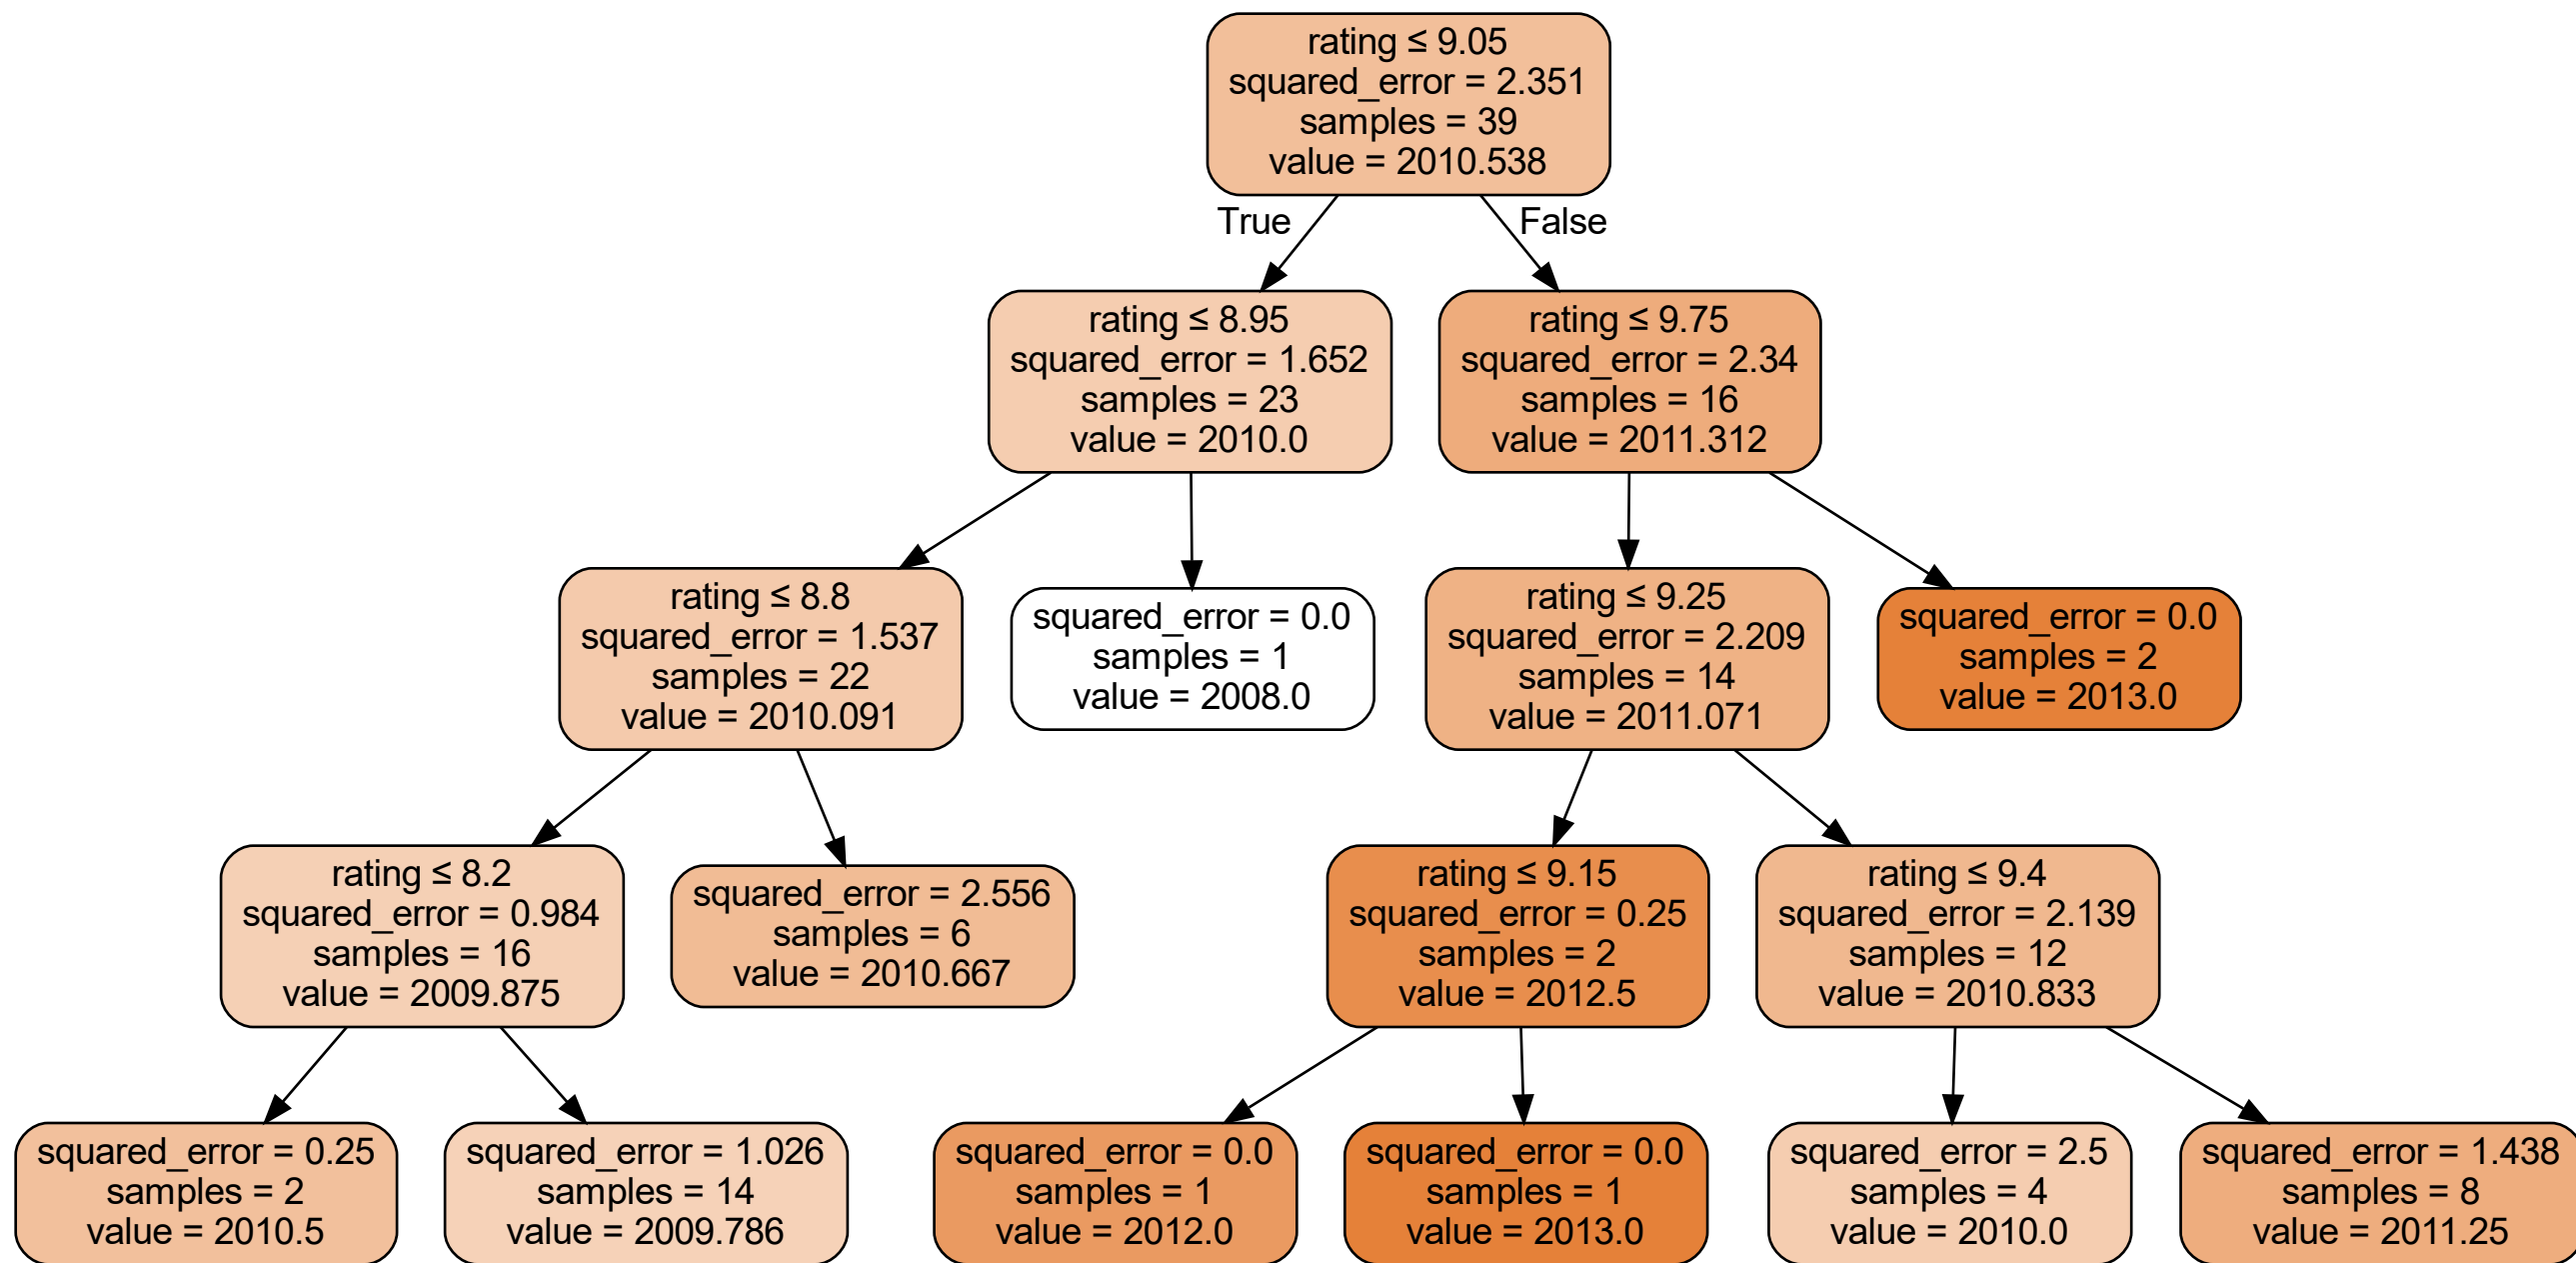 rating ≤ 9.05
squared_error = 2.351
samples = 39
value = 2010.538
True
False
rating ≤ 8.95
squared_error = 1.652
samples = 23
value = 2010.0
rating ≤ 9.75
squared_error = 2.34
samples = 16
value = 2011.312
rating ≤ 8.8
squared_error = 1.537
samples = 22
value = 2010.091
squared_error = 0.0
samples = 1
value = 2008.0
rating ≤ 9.25
squared_error = 2.209
samples = 14
value = 2011.071
squared_error = 0.0
samples = 2
value = 2013.0
rating ≤ 8.2
squared_error = 0.984
samples = 16
value = 2009.875
squared_error = 2.556
samples = 6
value = 2010.667
rating ≤ 9.15
squared_error = 0.25
samples = 2
value = 2012.5
rating ≤ 9.4
squared_error = 2.139
samples = 12
value = 2010.833
squared_error = 0.25
samples = 2
value = 2010.5
squared_error = 1.026
samples = 14
value = 2009.786
squared_error = 0.0
samples = 1
value = 2012.0
squared_error = 0.0
samples = 1
value = 2013.0
squared_error = 2.5
samples = 4
value = 2010.0
squared_error = 1.438
samples = 8
value = 2011.25